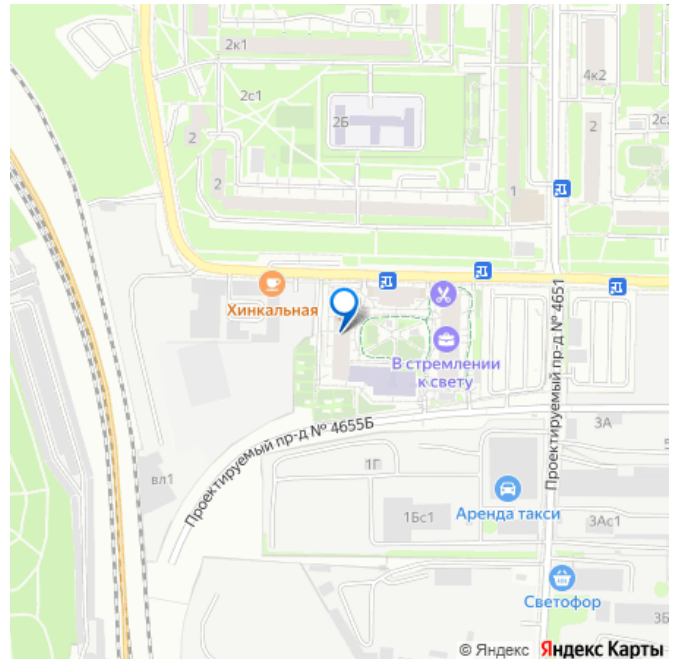 2к1
4к2
2с1
2Б
2
2
2с
2
1
Хинкальная
В стремлении
к свету
Проектируемый пр-д № 4651
Проектируемый пр-д № 4655Б
3А
вл1
1Г
1Бс1
Аренда такси
3Ас1
Светофор
3Б
© Яндекс Яндекс Карты